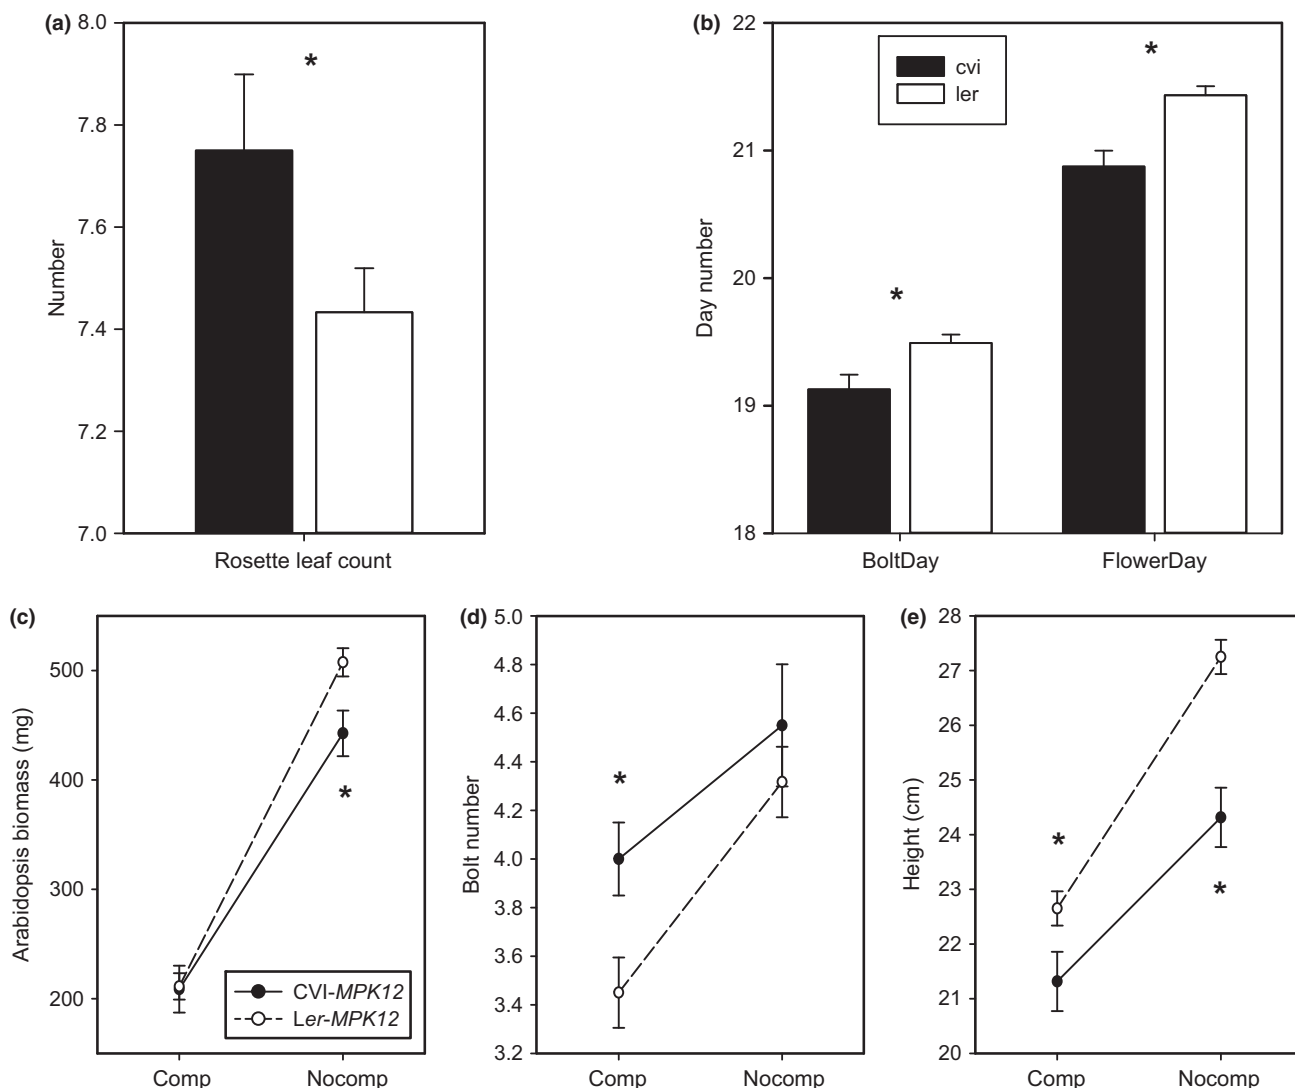 (a)
8.0
7.8
7.6
7.4
7.2
7.0
Number
*
Rosette leaf count
(b)
22
21
20
19
18
Day number
cvi
ler
*
*
BoltDay
FlowerDay
(c)
500
400
300
200
Arabidopsis biomass (mg)
*
CVI-MPK12
Ler-MPK12
Comp
Nocomp
(d)
5.0
4.8
4.6
4.4
4.2
4.0
3.8
3.6
3.4
3.2
Bolt number
*
Comp
Nocomp
(e)
28
27
26
25
24
23
22
21
20
Height (cm)
*
*
Comp
Nocomp